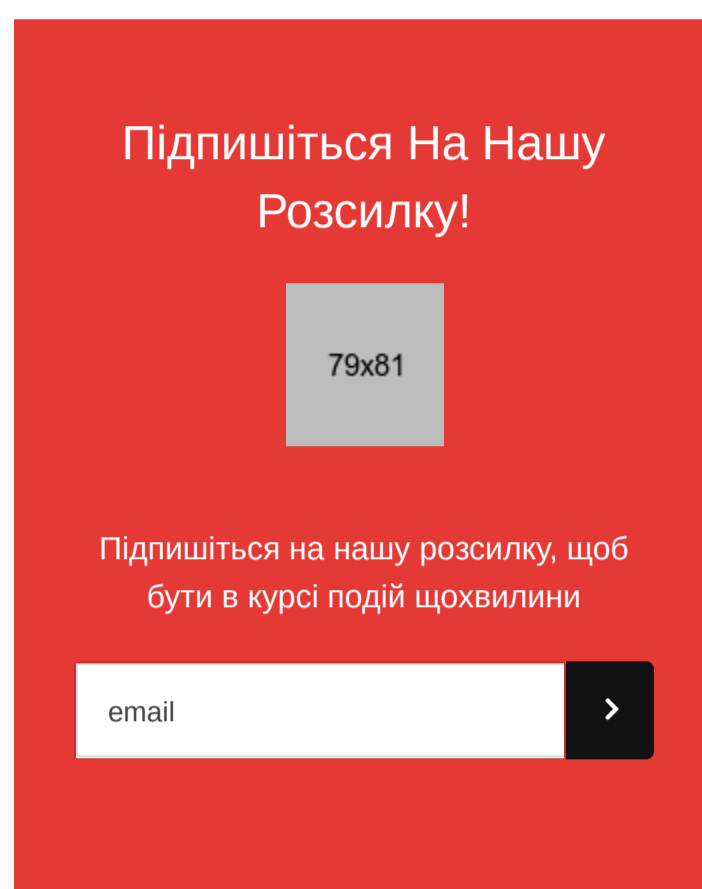 Підпишіться На Нашу
Розсилку!
79x81
Підпишіться на нашу розсилку, щоб
бути в курсі подій щохвилини
email